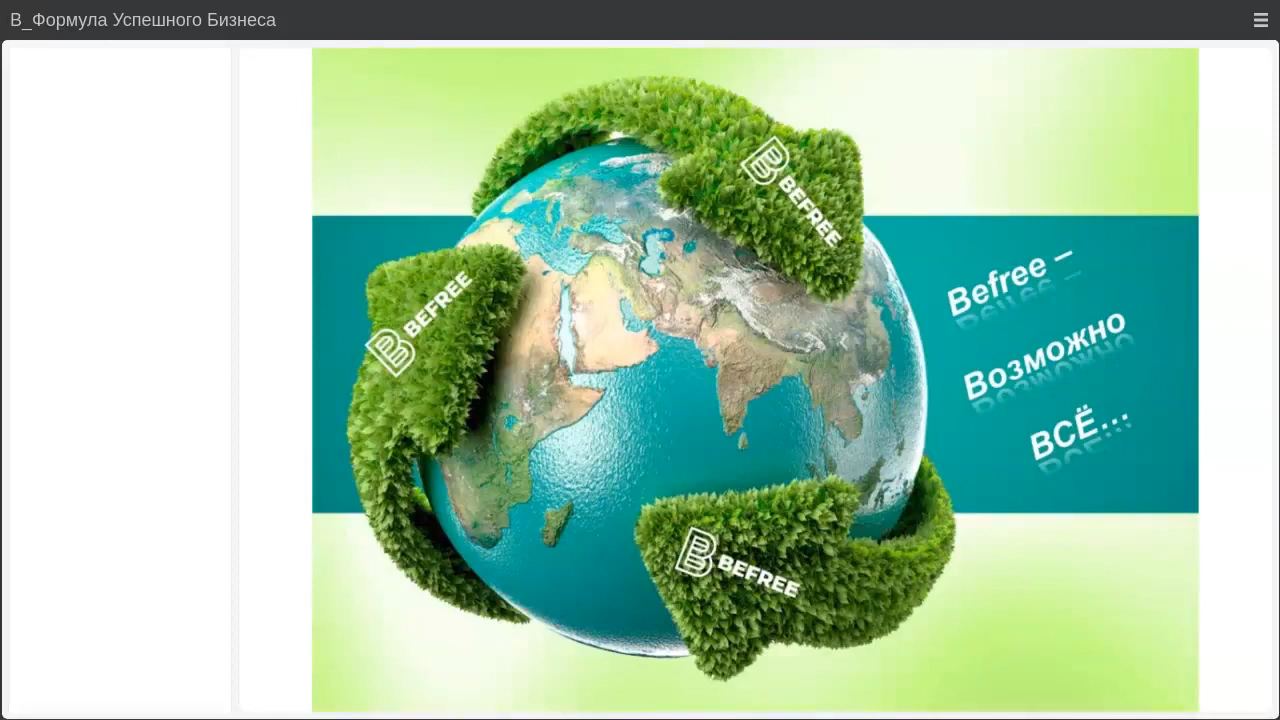 В_Формула Успешного Бизнеса
BEFREE
BEFREE
Befree –
Возможно
ВСЁ...
BEFREE